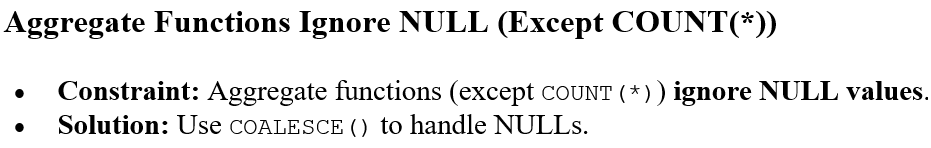 Aggregate Functions Ignore NULL (Except COUNT(*))
• Constraint: Aggregate functions (except COUNT(*)) ignore NULL values.
• Solution: Use COALESCE() to handle NULLs.